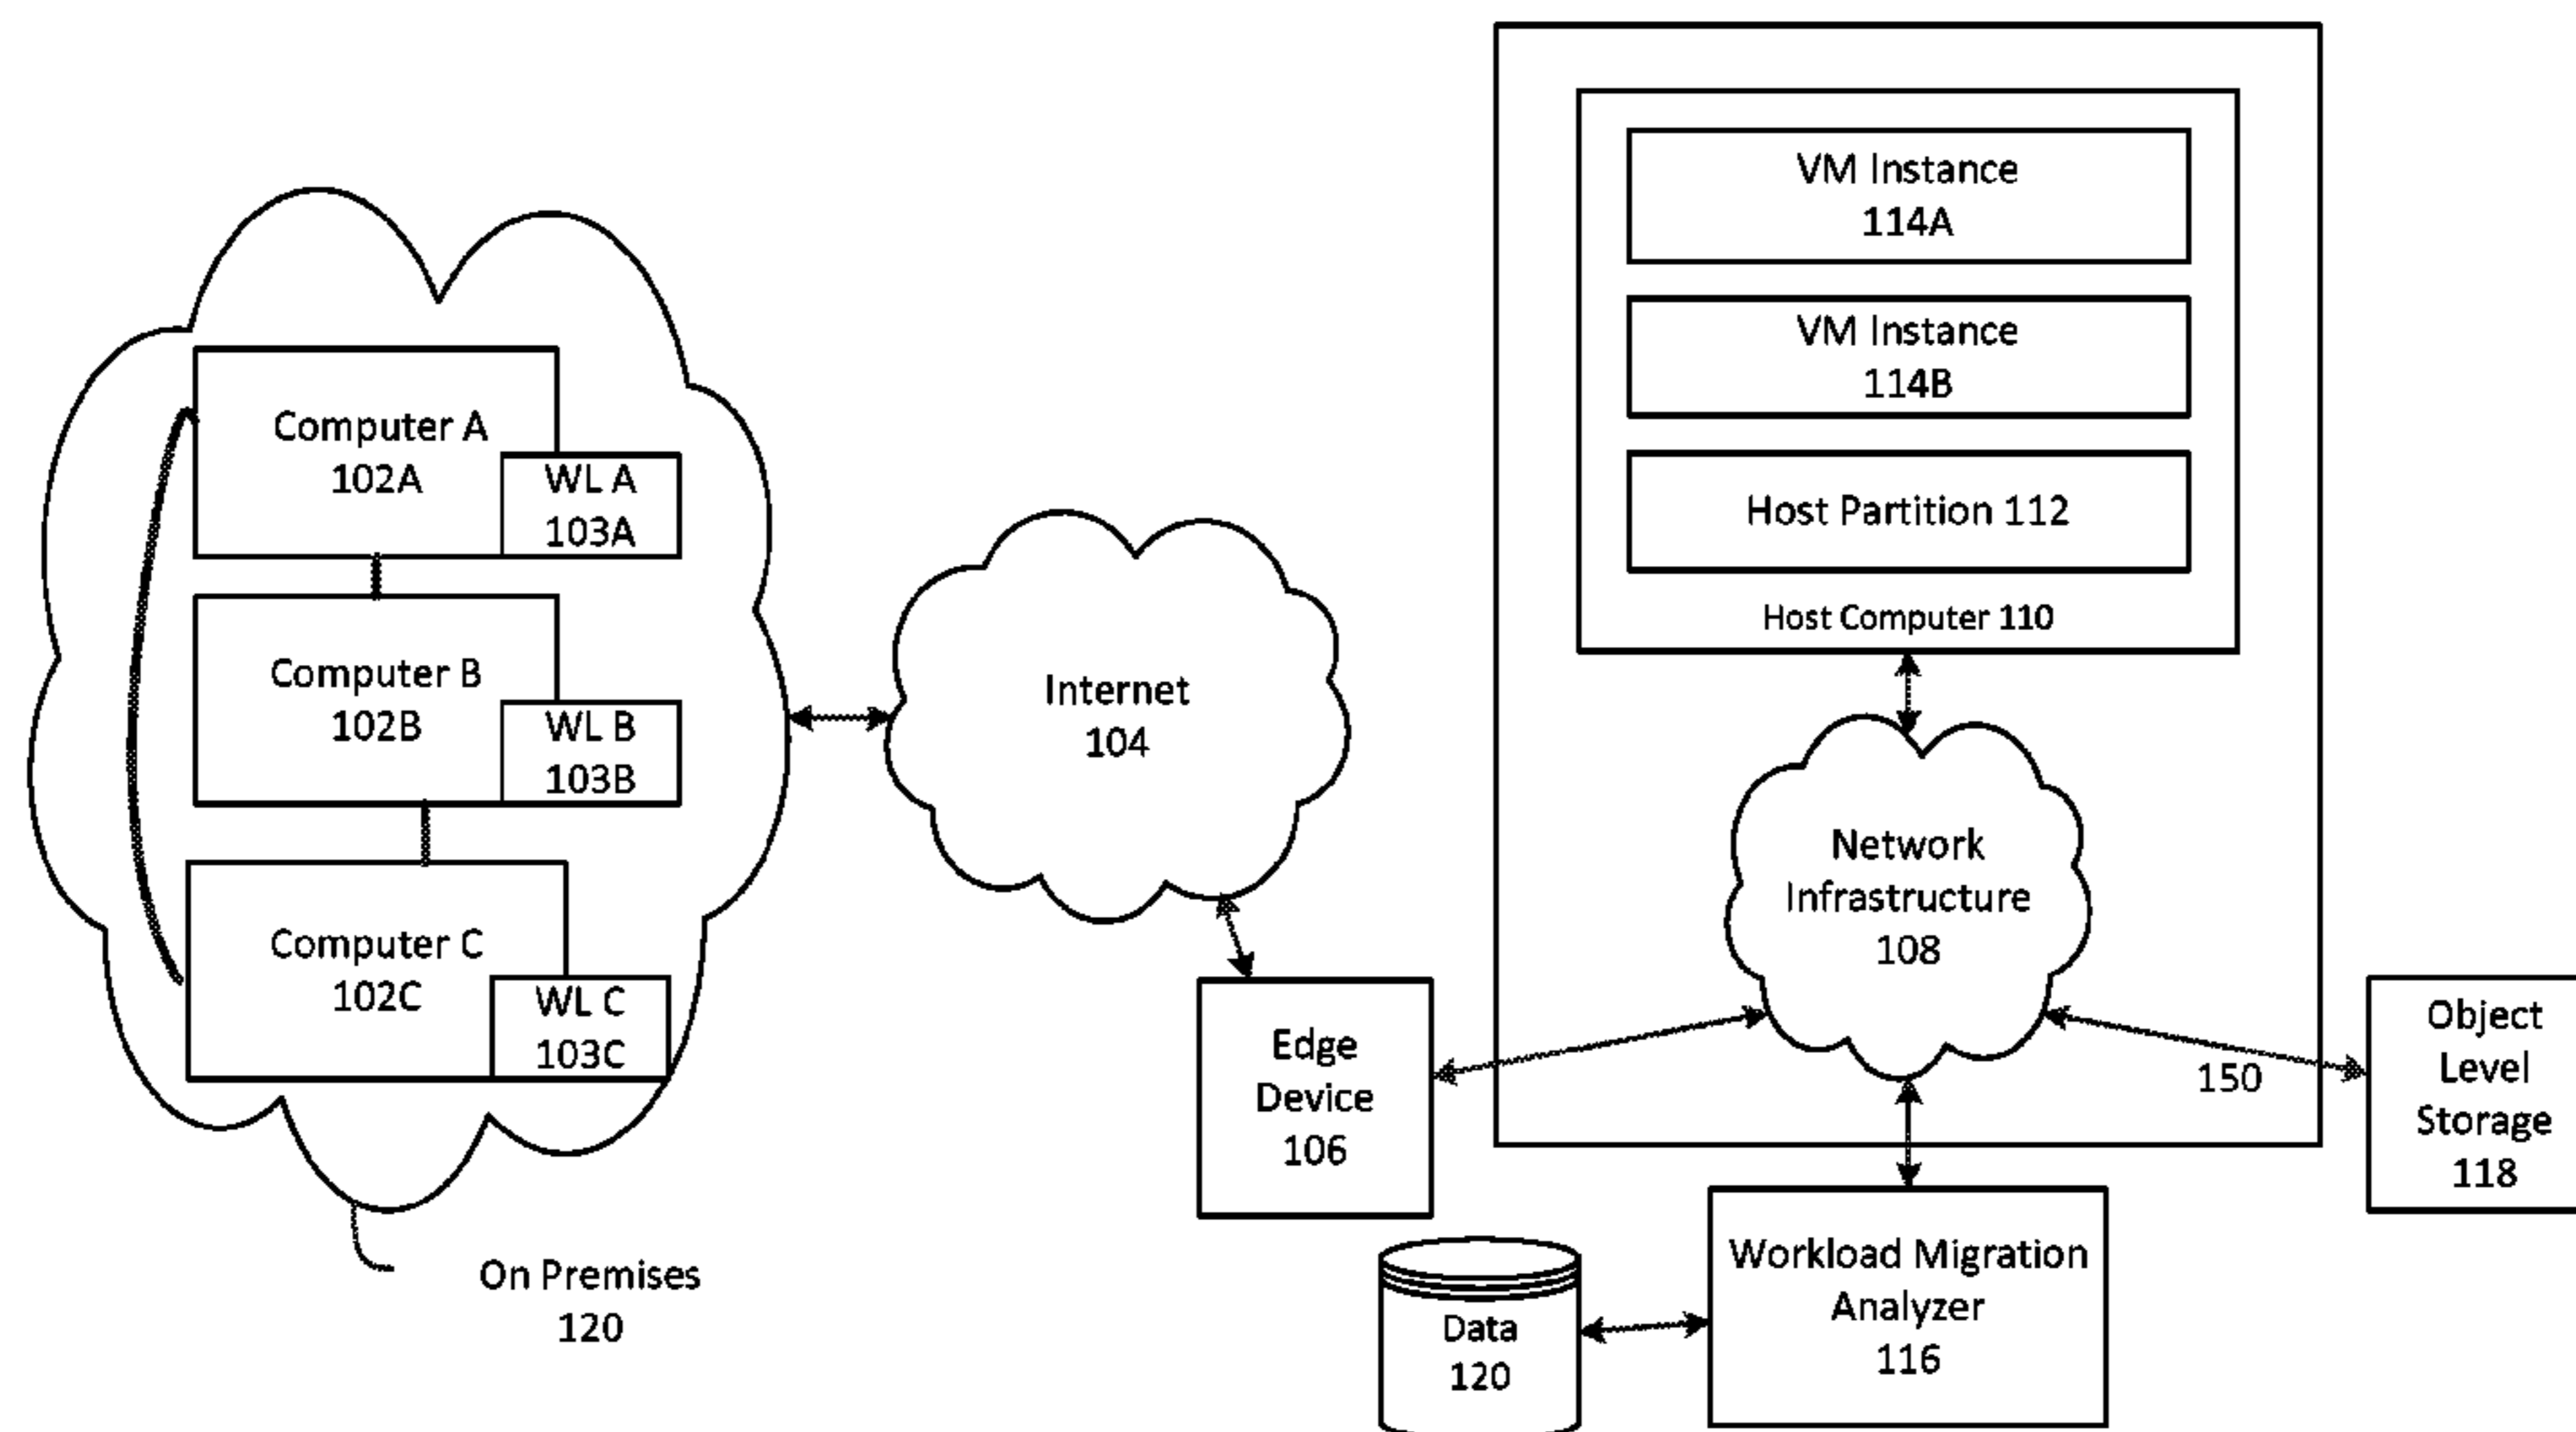 Computer A
102A
WL A
103A
Computer B
102B
WL B
103B
Computer C
102C
WL C
103C
On Premises
120
Internet
104
Edge
Device
106
VM Instance
114A
VM Instance
114B
Host Partition 112
Host Computer 110
Network
Infrastructure
108
150
Object
Level
Storage
118
Workload Migration
Analyzer
116
Data
120